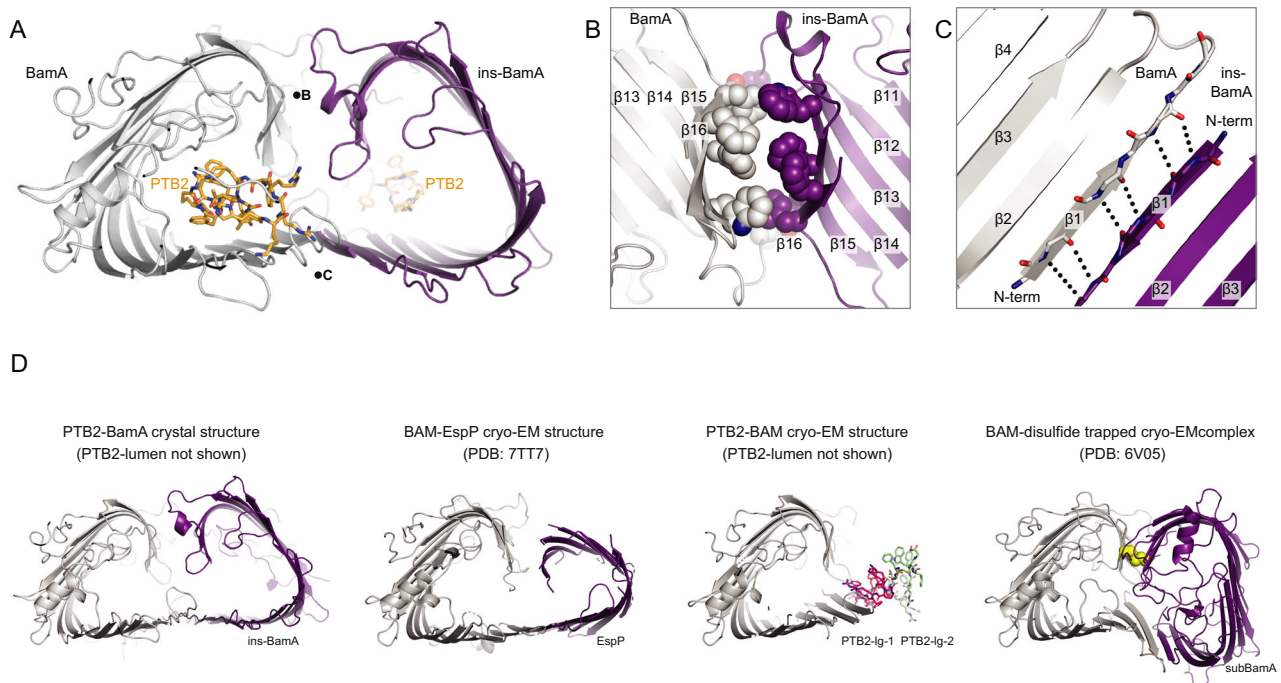 A
BamA
ins-BamA
B
PTB2
PTB2
C
B
BamA
ins-BamA
β13 β14 β15
β16
β11
β12
β13
β16 β15 β14
C
β4
BamA
ins-
BamA
N-term
β3
β2
β1
β1
N-term
β2
β3
D
PTB2-BamA crystal structure
(PTB2-lumen not shown)
ins-BamA
BAM-EspP cryo-EM structure
(PDB: 7TT7)
EspP
PTB2-BAM cryo-EM structure
(PTB2-lumen not shown)
PTB2-lg-1 PTB2-lg-2
BAM-disulfide trapped cryo-EMcomplex
(PDB: 6V05)
subBamA